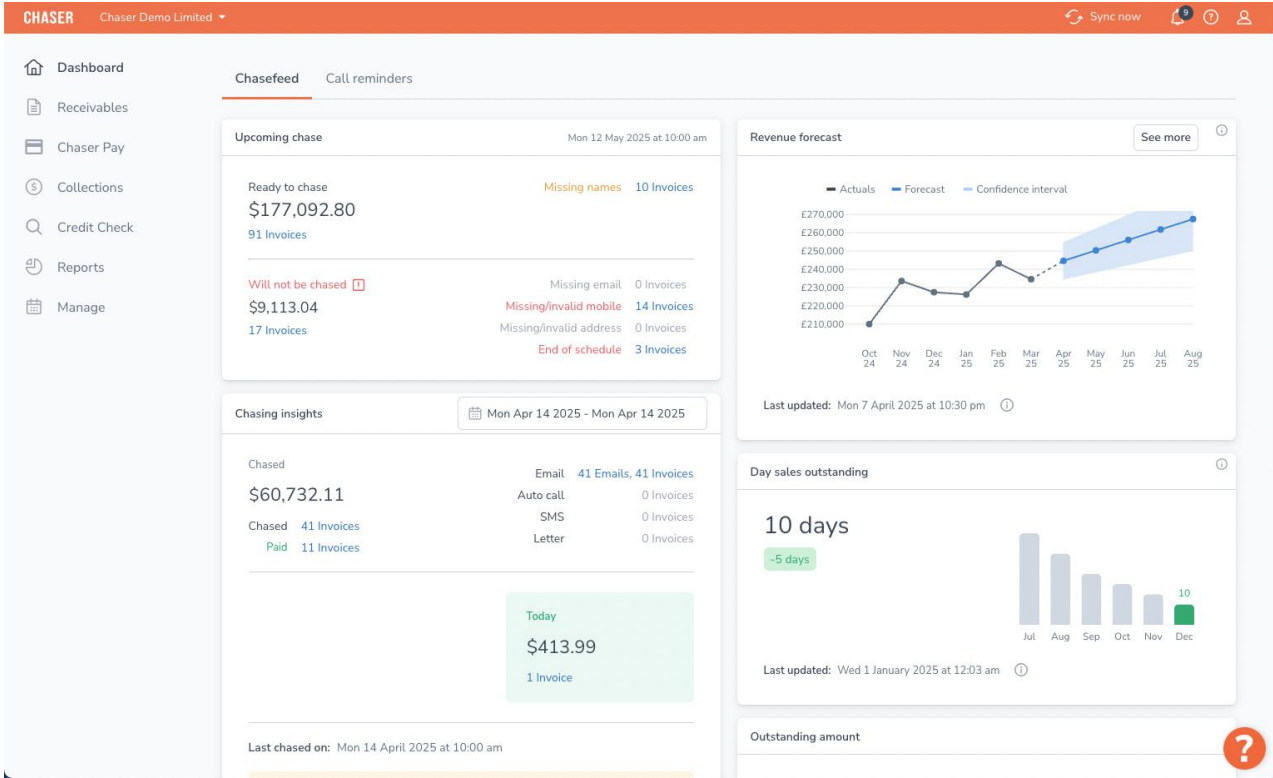 CHASER
Chaser Demo Limited
Sync now
9
?
Dashboard
Receivables
Chaser Pay
$
Collections
Credit Check
Reports
Manage
Chasefeed
Call reminders
Upcoming chase
Mon 12 May 2025 at 10:00 am
Ready to chase
$177,092.80
91 Invoices
Missing names 10 Invoices
Will not be chased !
$9,113.04
17 Invoices
Missing email 0 Invoices
Missing/invalid mobile 14 Invoices
Missing/invalid address 0 Invoices
End of schedule 3 Invoices
Chasing insights
Mon Apr 14 2025 - Mon Apr 14 2025
Chased
$60,732.11
Chased 41 Invoices
Paid 11 Invoices
Email 41 Emails, 41 Invoices
Auto call 0 Invoices
SMS 0 Invoices
Letter 0 Invoices
Today
$413.99
1 Invoice
Last chased on: Mon 14 April 2025 at 10:00 am
Revenue forecast
See more
i
Actuals Forecast Confidence interval
£270,000
£260,000
£250,000
£240,000
£230,000
£220,000
£210,000
Oct Nov Dec Jan Feb Mar Apr May Jun Jul Aug
24 24 24 25 25 25 25 25 25 25 25
Last updated: Mon 7 April 2025 at 10:30 pm i
Day sales outstanding
i
10 days
-5 days
10
Jul Aug Sep Oct Nov Dec
Last updated: Wed 1 January 2025 at 12:03 am i
Outstanding amount
?